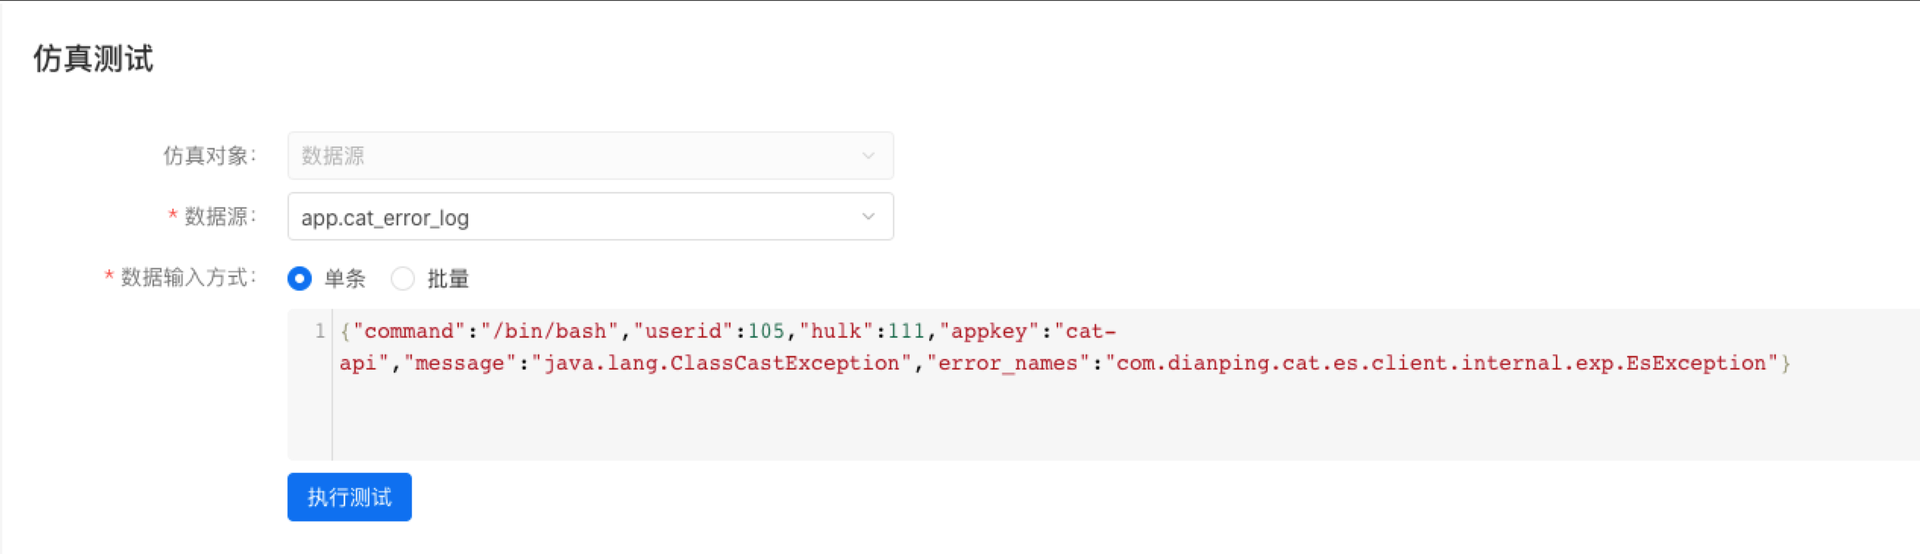 仿真测试
仿真对象:
数据源
* 数据源:
app.cat_error_log
* 数据输入方式:
单条
批量
1
{"command":"/bin/bash","userid":105,"hulk":111,"appkey":"cat-
api","message":"java.lang.ClassCastException","error_names":"com.dianping.cat.es.client.internal.exp.EsException"}
执行测试